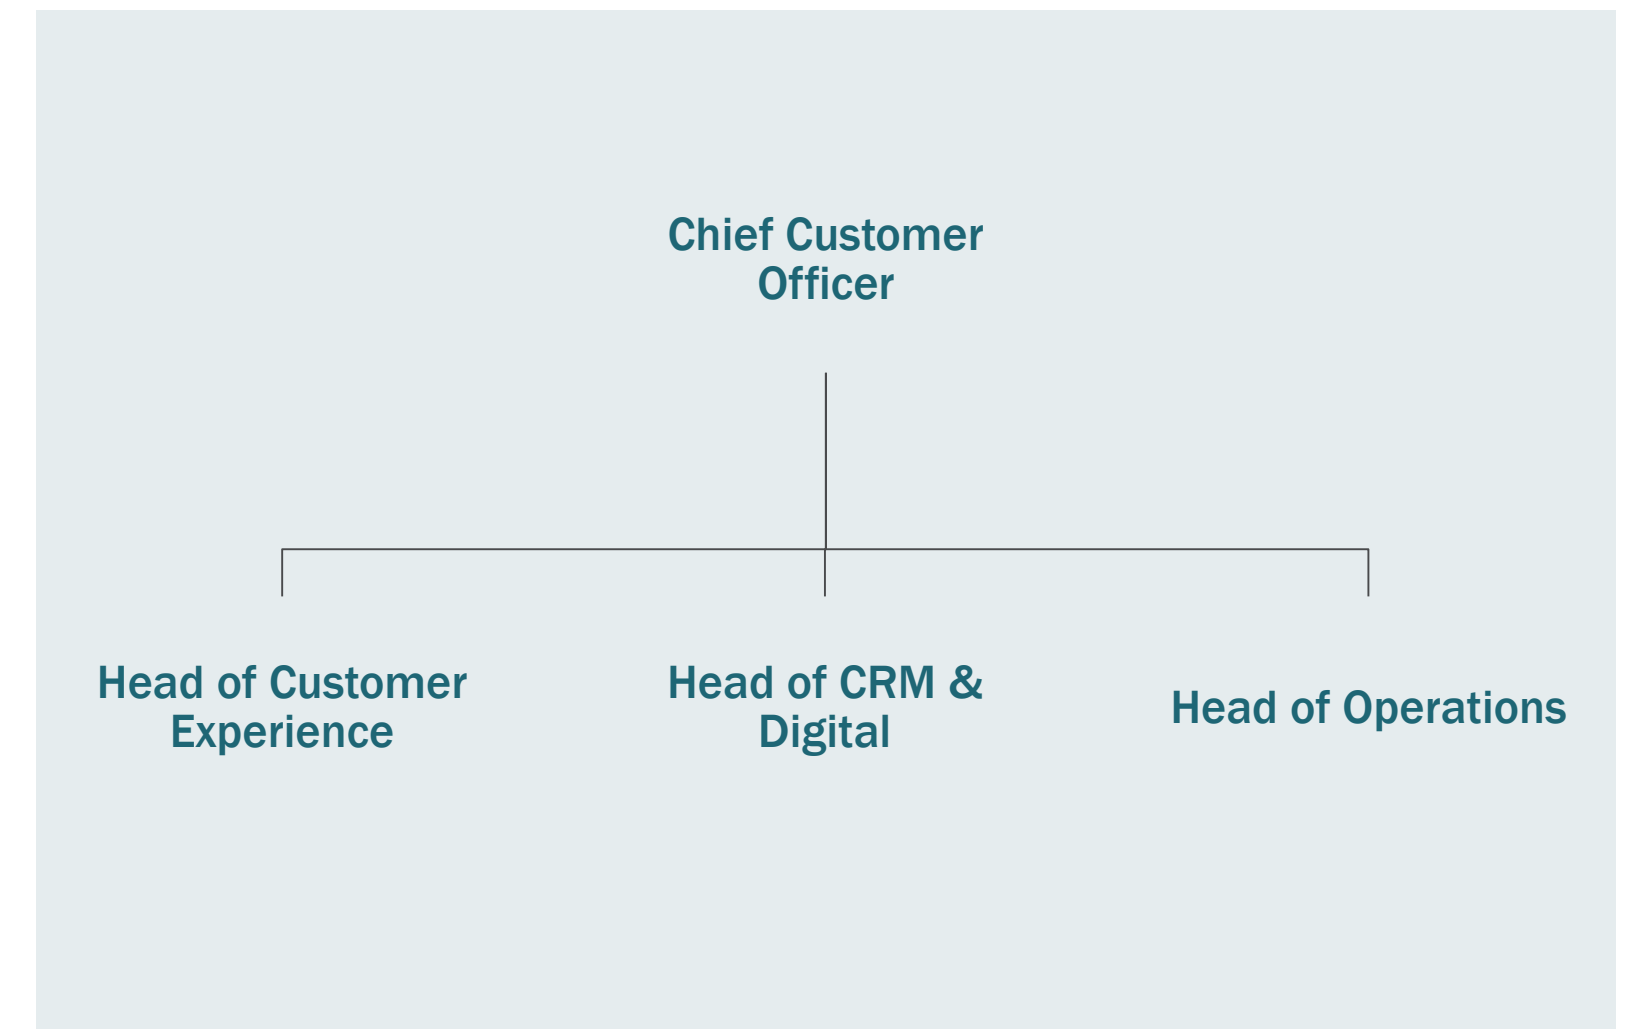 Chief Customer
Officer
Head of Customer
Experience
Head of CRM &
Digital
Head of Operations